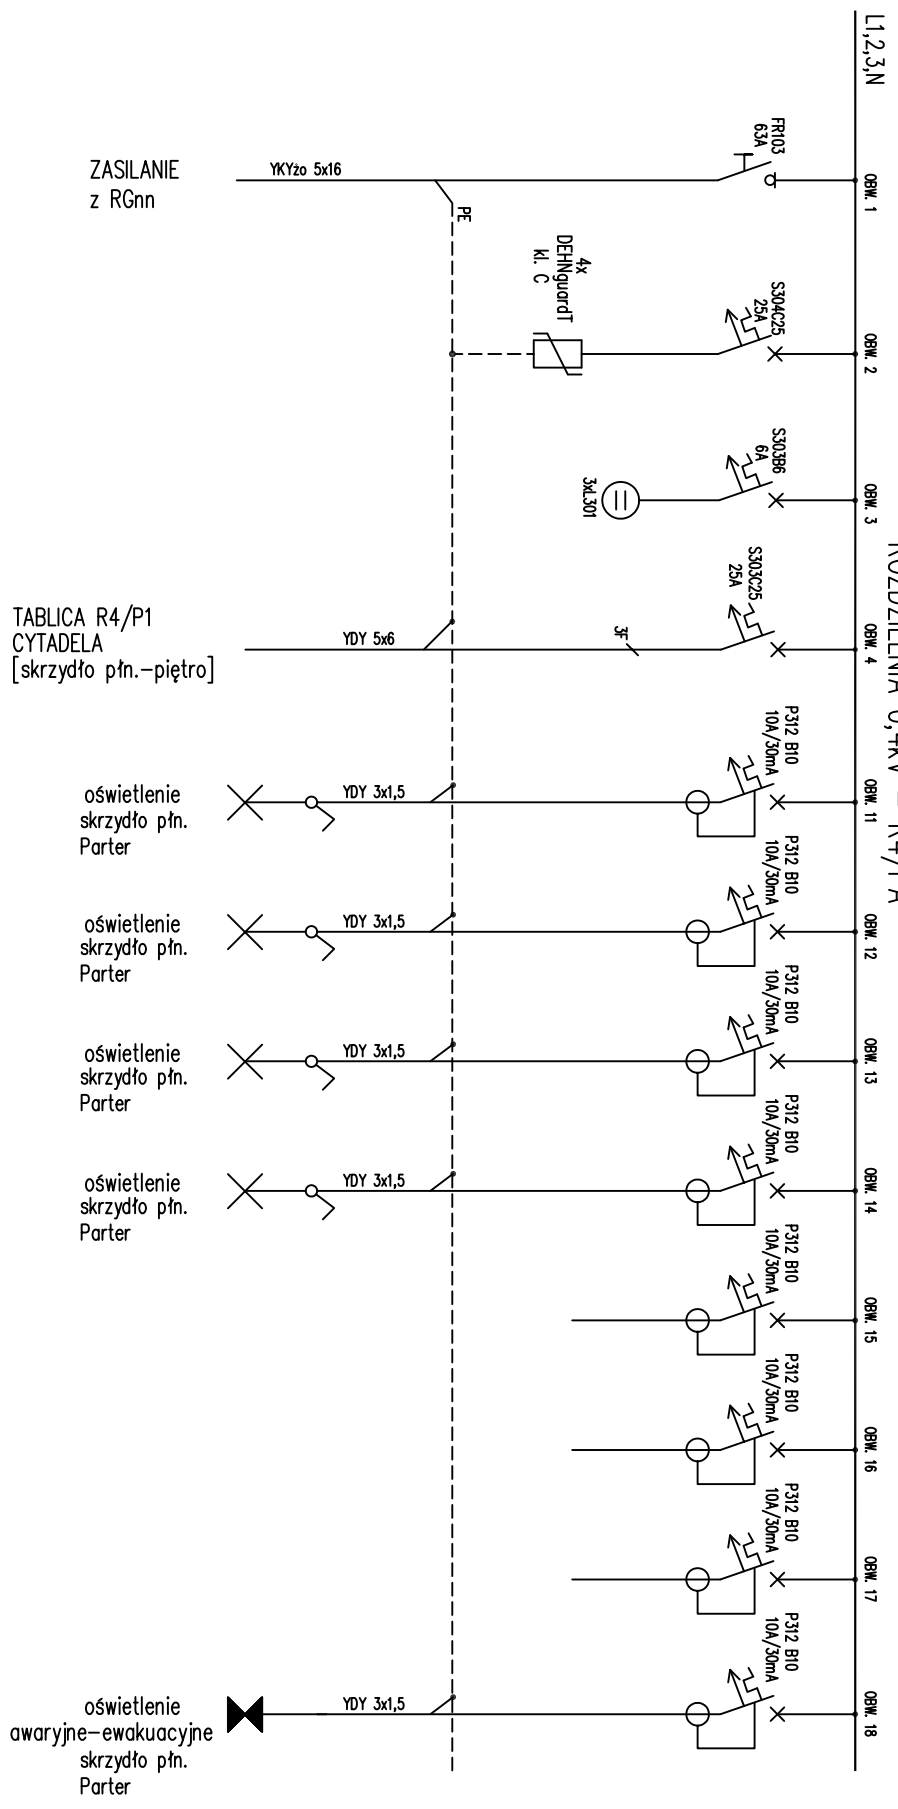 L1,2,3,N
ZASILANIE
z RGnn
YKYżo 5x16
PE
FR103
63A
OBW. 1
4x
DEHNguardT
kl. C
S304C25
25A
OBW. 2
3xL301
S303B6
6A
OBW. 3
TABLICA R4/P1
CYTADELA
[skrzydło płn.-piętro]
YDY 5x6
3F
S303C25
25A
OBW. 4
oświetlenie
skrzydło płn.
Parter
YDY 3x1,5
P312 B10
10A/30mA
OBW. 11
oświetlenie
skrzydło płn.
Parter
YDY 3x1,5
P312 B10
10A/30mA
OBW. 12
oświetlenie
skrzydło płn.
Parter
YDY 3x1,5
P312 B10
10A/30mA
OBW. 13
oświetlenie
skrzydło płn.
Parter
YDY 3x1,5
P312 B10
10A/30mA
OBW. 14
P312 B10
10A/30mA
OBW. 15
P312 B10
10A/30mA
OBW. 16
P312 B10
10A/30mA
OBW. 17
oświetlenie
awaryjne-ewakuacyjne
skrzydło płn.
Parter
YDY 3x1,5
P312 B10
10A/30mA
OBW. 18